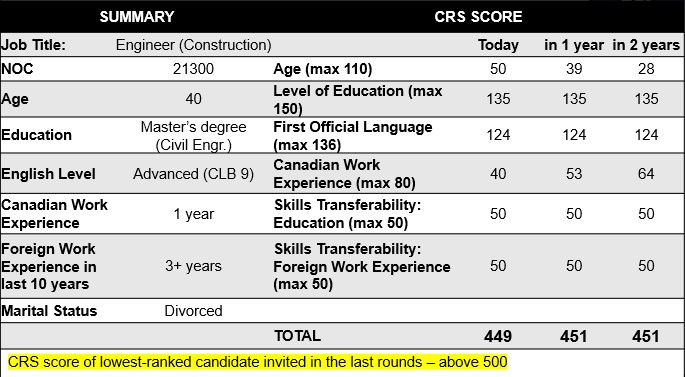 SUMMARY CRS SCORE
Job Title: Engineer (Construction) Today in 1 year in 2 years
NOC 21300 Age (max 110) 50 39 28
Age 40 Level of Education (max
150) 135 135 135
Education Master's degree
(Civil Engr.) First Official Language
(max 136) 124 124 124
English Level Advanced (CLB 9) Canadian Work
Experience (max 80) 40 53 64
Canadian Work
Experience 1 year Skills Transferability:
Education (max 50) 50 50 50
Foreign Work
Experience in
last 10 years 3+ years Skills Transferability:
Foreign Work Experience
(max 50) 50 50 50
Marital Status Divorced
TOTAL 449 451 451
CRS score of lowest-ranked candidate invited in the last rounds – above 500